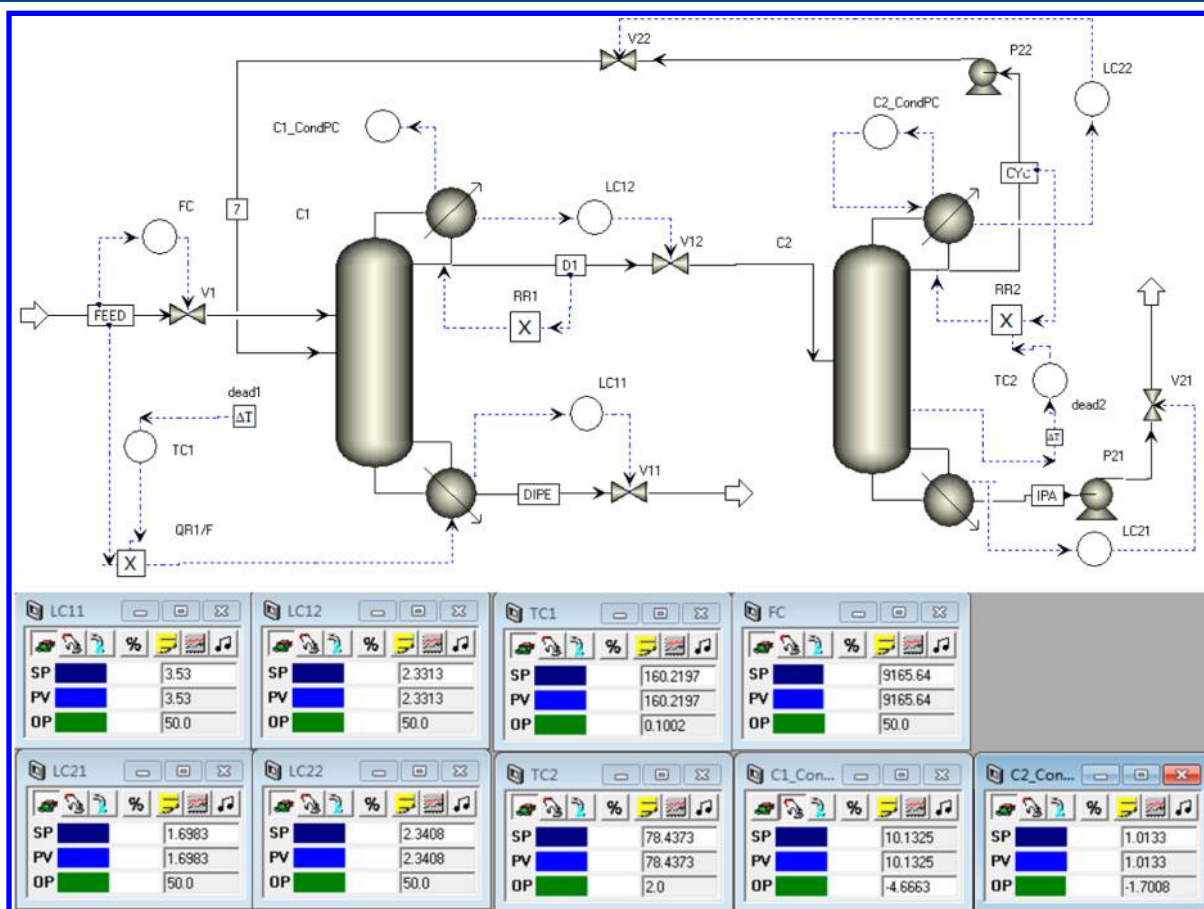 V22
P22
LC22
C2_CondPC
C1_CondPC
CYC
7
FC
C1
LC12
V12
C2
V1
D1
FEED
RR1
X
RR2
X
LC11
TC2
V21
dead1
ΔT
dead2
ΔT
TC1
V11
P21
DIPE
IPA
QR1/F
X
LC21
LC11
%
SP 3.53
PV 3.53
OP 50.0
LC12
%
SP 2.3313
PV 2.3313
OP 50.0
TC1
%
SP 160.2197
PV 160.2197
OP 0.1002
FC
%
SP 9165.64
PV 9165.64
OP 50.0
LC21
%
SP 1.6983
PV 1.6983
OP 50.0
LC22
%
SP 2.3408
PV 2.3408
OP 50.0
TC2
%
SP 78.4373
PV 78.4373
OP 2.0
C1_Con...
%
SP 10.1325
PV 10.1325
OP -4.6663
C2_Con...
%
SP 1.0133
PV 1.0133
OP -1.7008